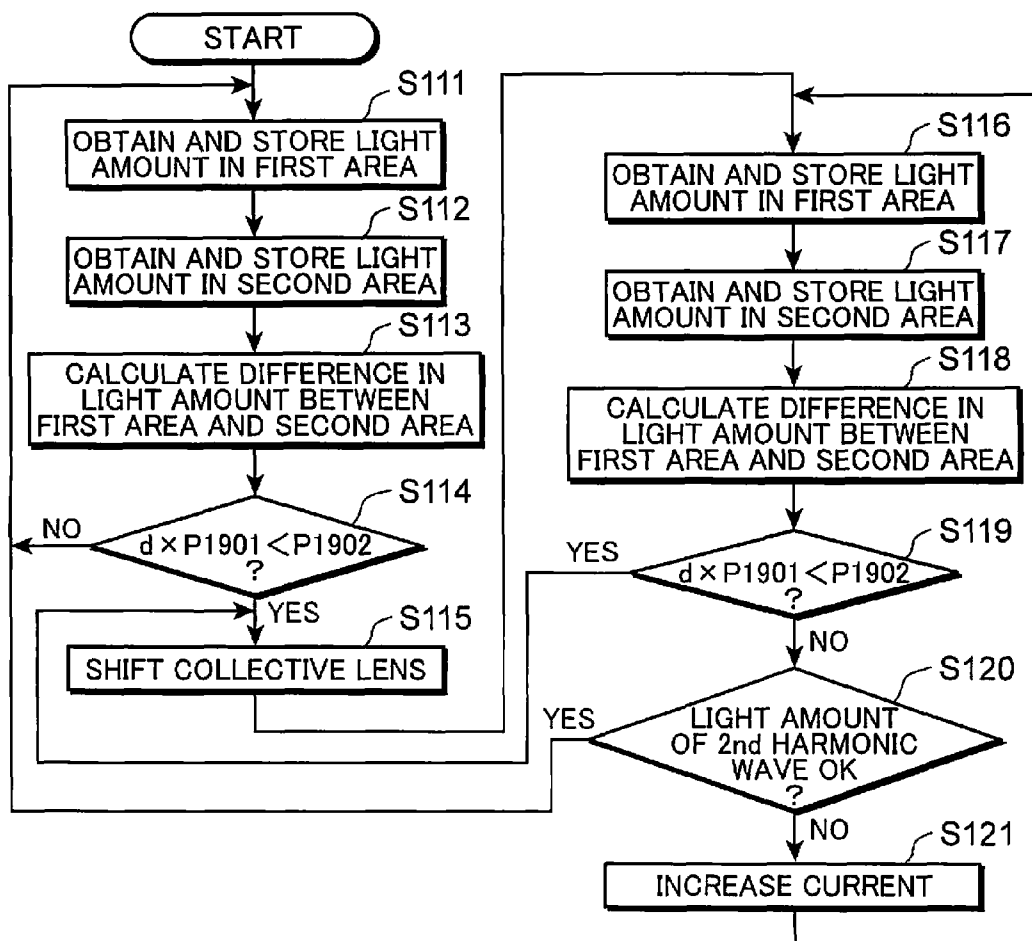 START
S111
OBTAIN AND STORE LIGHT
AMOUNT IN FIRST AREA
S112
OBTAIN AND STORE LIGHT
AMOUNT IN SECOND AREA
S113
CALCULATE DIFFERENCE IN
LIGHT AMOUNT BETWEEN
FIRST AREA AND SECOND AREA
S114
NO
d×P1901<P1902
?
YES
S115
SHIFT COLLECTIVE LENS
S116
OBTAIN AND STORE LIGHT
AMOUNT IN FIRST AREA
S117
OBTAIN AND STORE LIGHT
AMOUNT IN SECOND AREA
S118
CALCULATE DIFFERENCE IN
LIGHT AMOUNT BETWEEN
FIRST AREA AND SECOND AREA
S119
YES
d×P1901<P1902
?
NO
S120
YES
LIGHT AMOUNT
OF 2nd HARMONIC
WAVE OK
?
NO
S121
INCREASE CURRENT